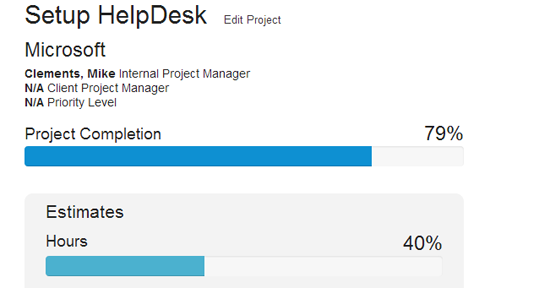 Setup HelpDesk Edit Project
Microsoft
Clements, Mike Internal Project Manager
N/A Client Project Manager
N/A Priority Level
Project Completion 79%
Estimates
Hours 40%